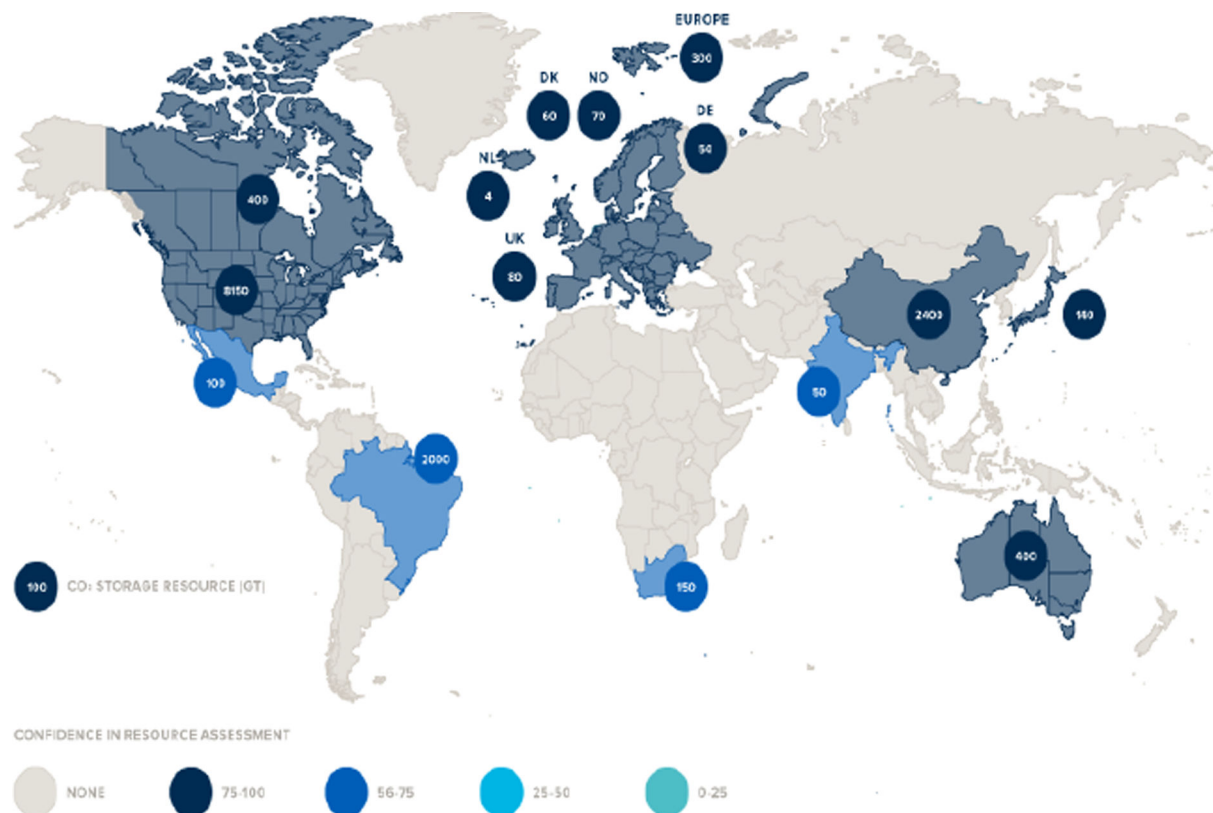 EUROPE
300
DK
NO
60
70
DE
50
NL
4
400
UK
80
8150
2400
140
100
50
2000
400
150
100
CO₂ STORAGE RESOURCE (GT)
CONFIDENCE IN RESOURCE ASSESSMENT
NONE
75-100
56-75
25-50
0-25